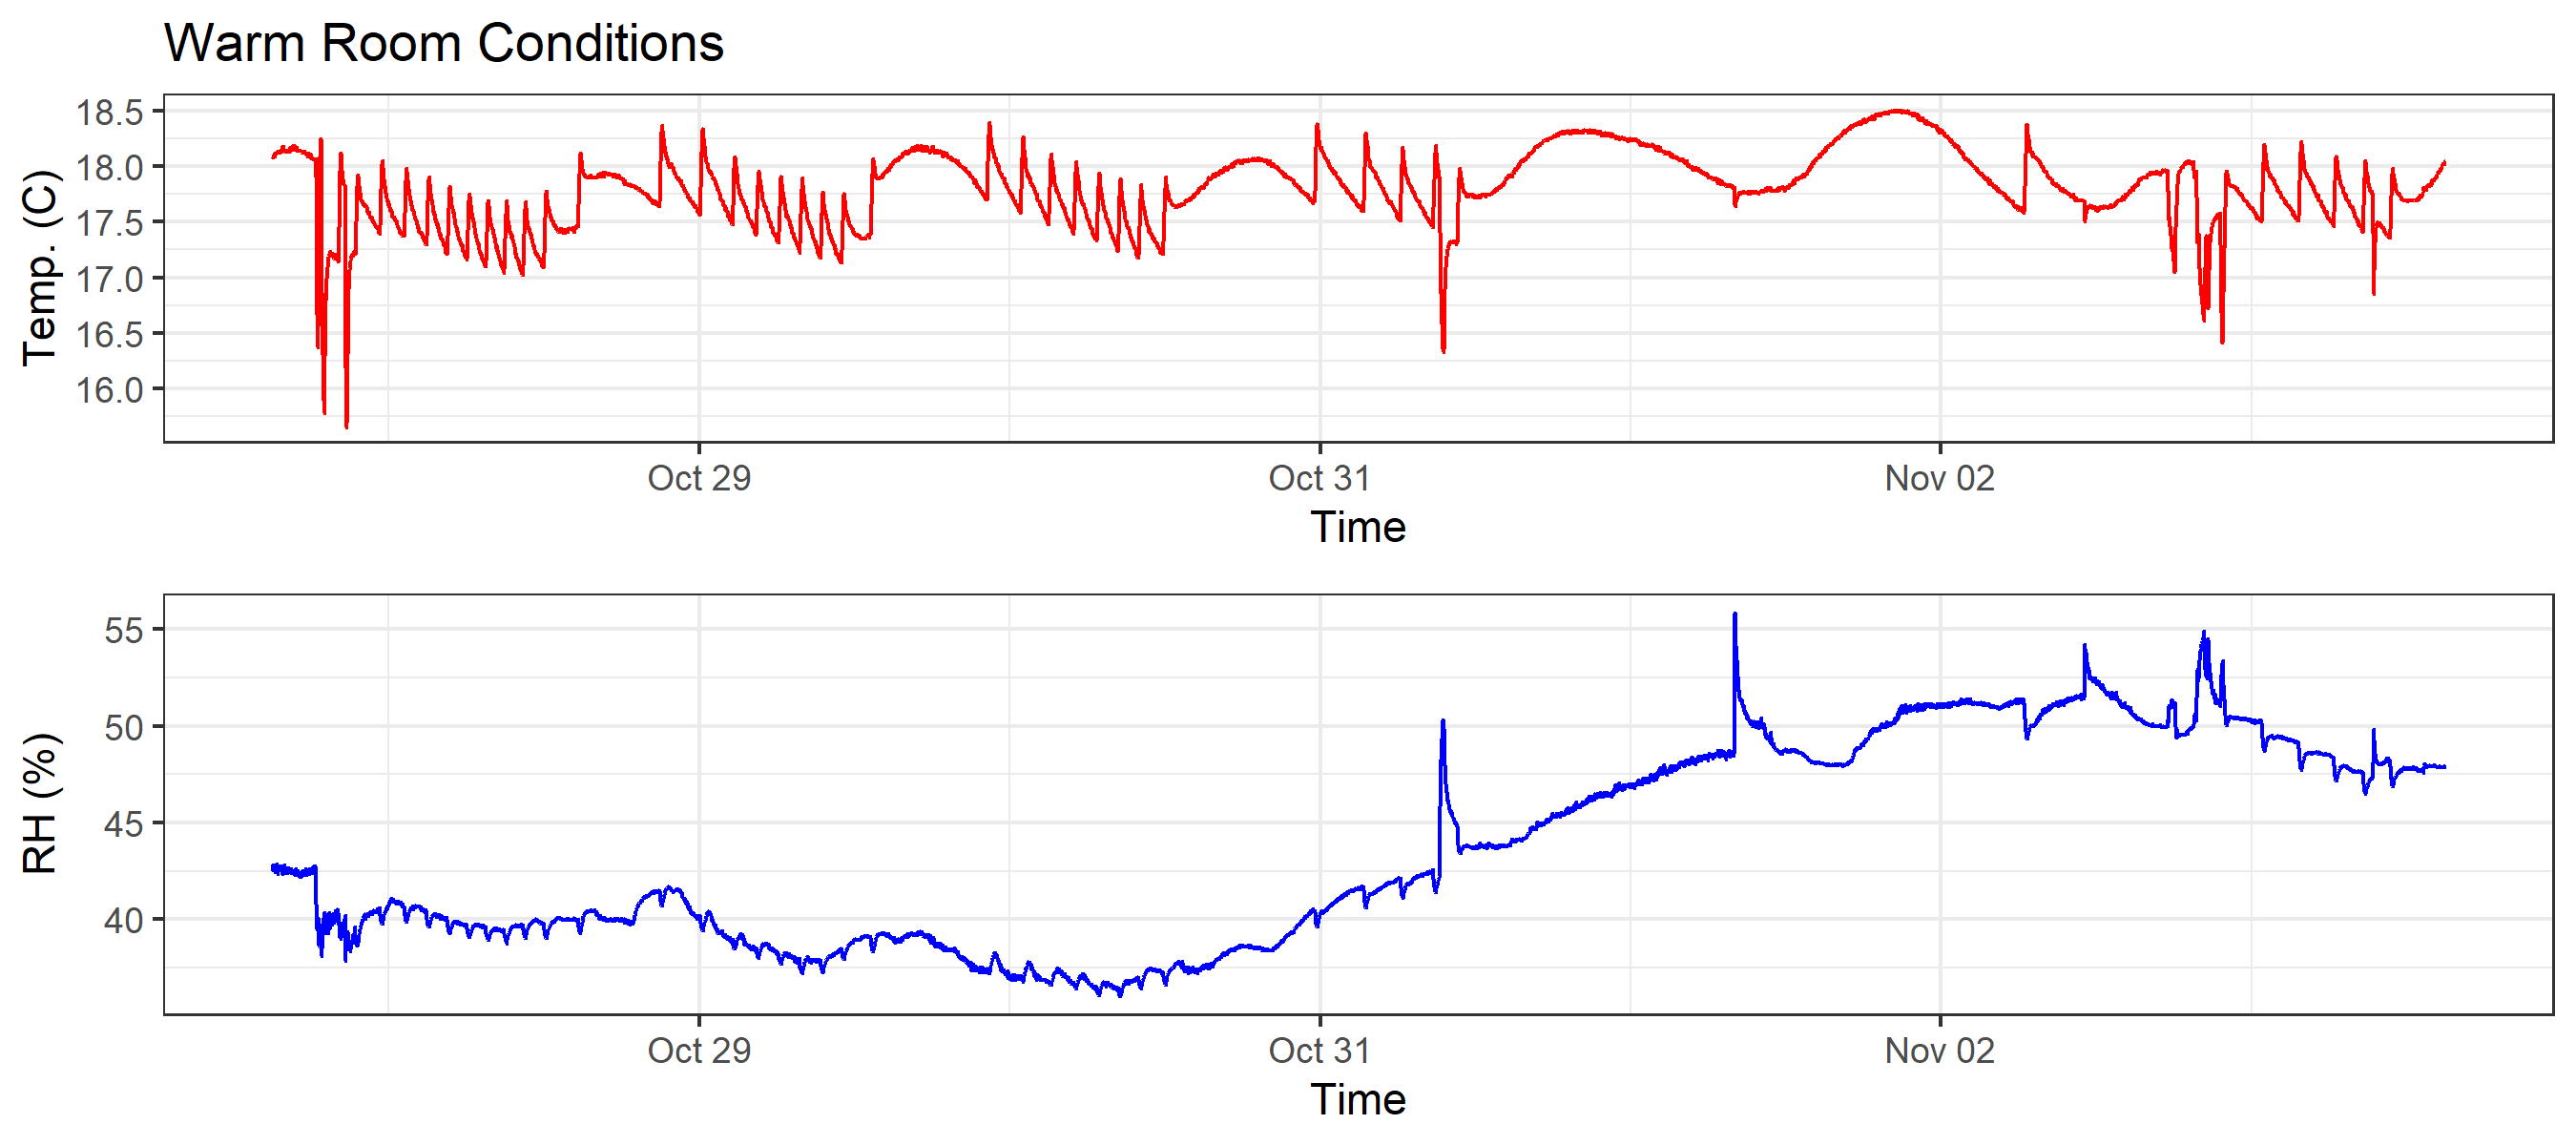 Warm Room Conditions
Temp. (C)
18.5
18.0
17.5
17.0
16.5
16.0
Oct 29 Oct 31 Nov 02
Time
RH (%)
55
50
45
40
Oct 29 Oct 31 Nov 02
Time